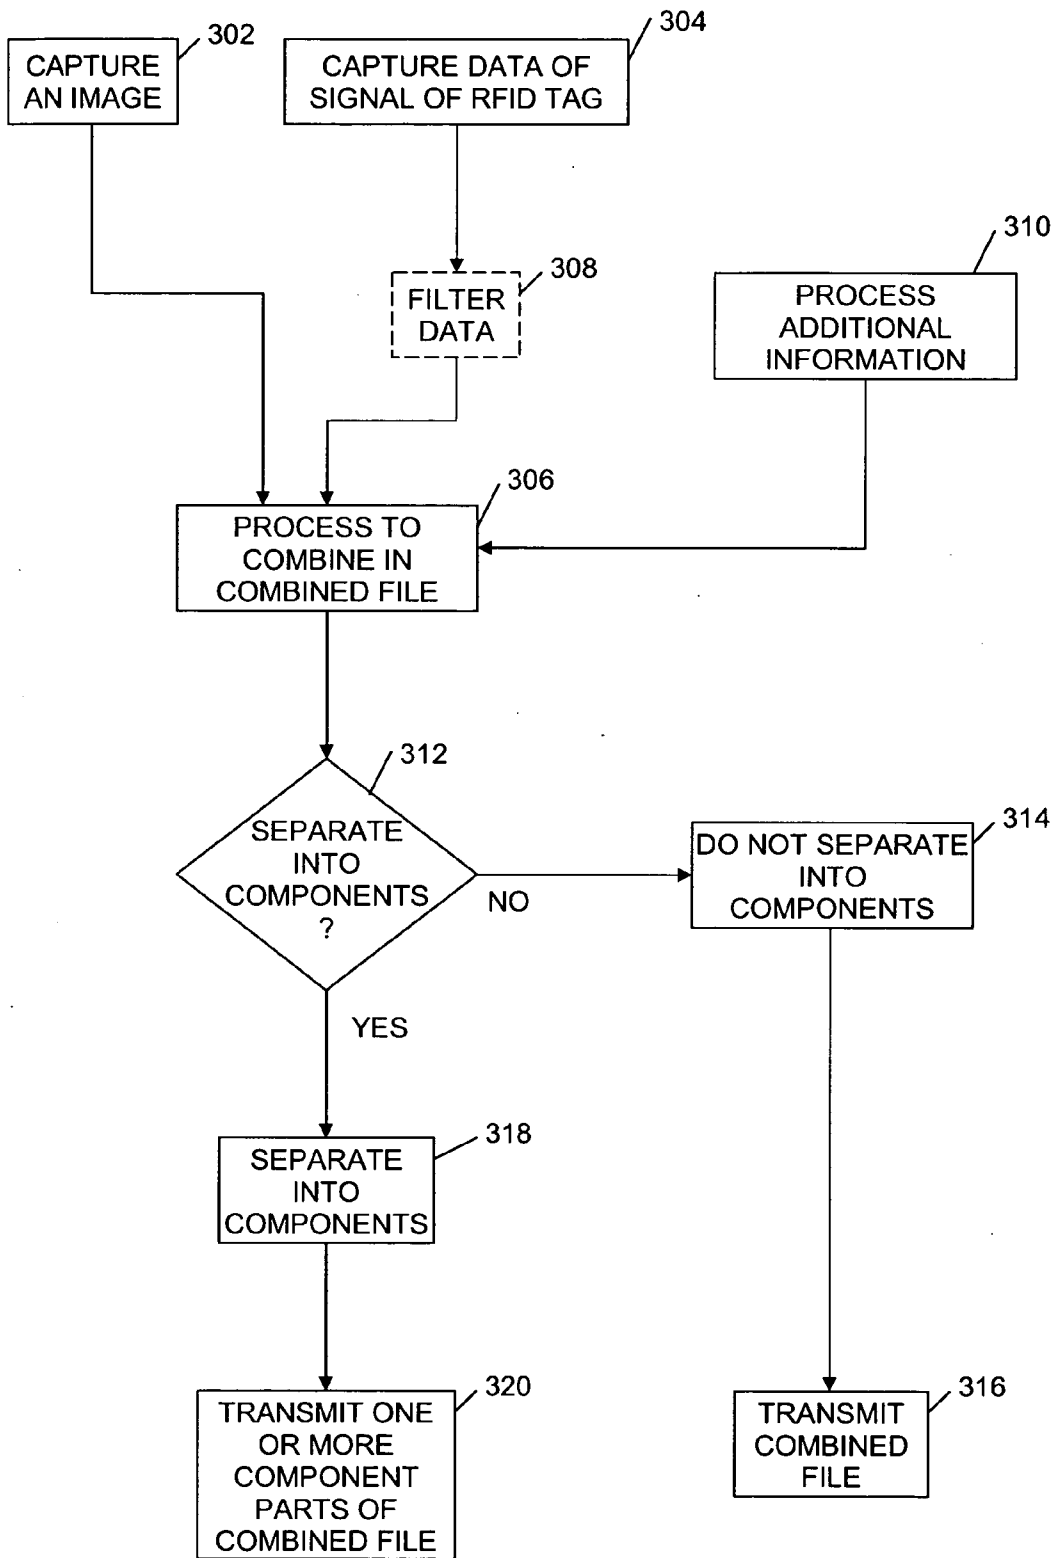 302
CAPTURE
AN IMAGE
304
CAPTURE DATA OF
SIGNAL OF RFID TAG
308
FILTER
DATA
310
PROCESS
ADDITIONAL
INFORMATION
306
PROCESS TO
COMBINE IN
COMBINED FILE
312
SEPARATE
INTO
COMPONENTS
?
NO
YES
314
DO NOT SEPARATE
INTO
COMPONENTS
318
SEPARATE
INTO
COMPONENTS
320
TRANSMIT ONE
OR MORE
COMPONENT
PARTS OF
COMBINED FILE
316
TRANSMIT
COMBINED
FILE